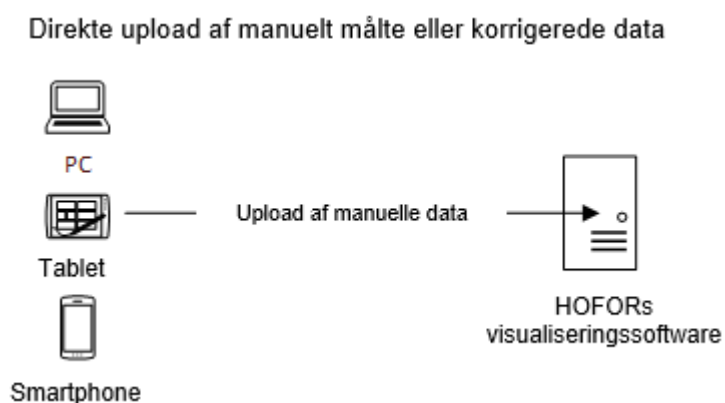 Direkte upload af manuelt målte eller korrigerede data
PC
Upload af manuelle data
Tablet
HOFORs
visualiseringssoftware
Smartphone